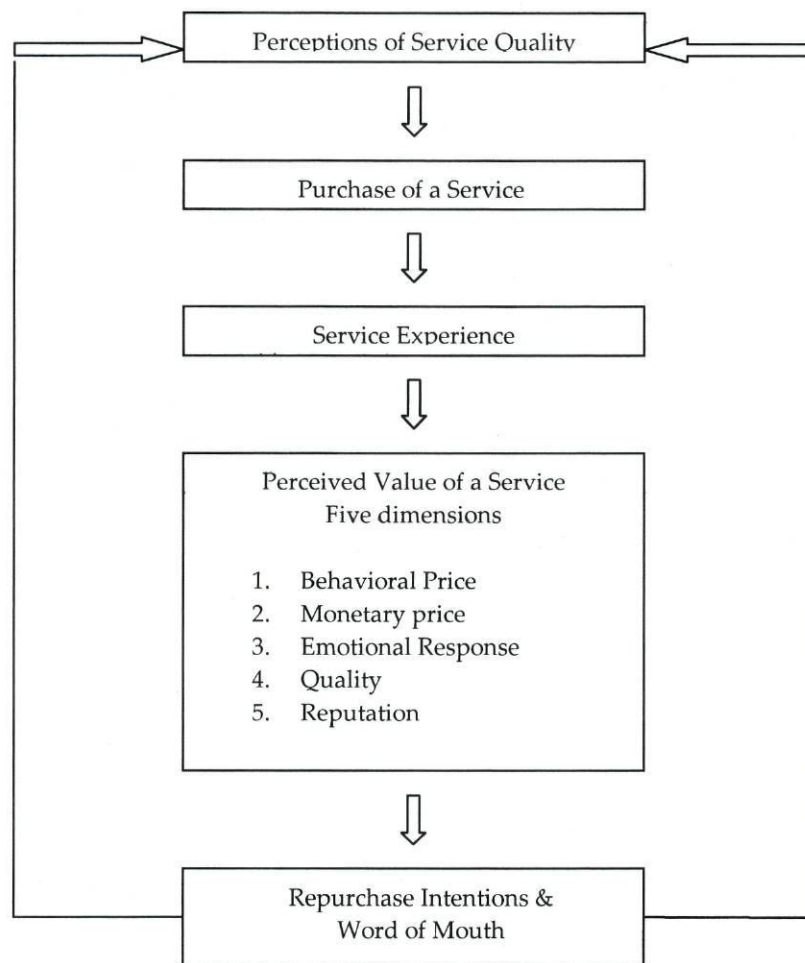 Perceptions of Service Quality
Purchase of a Service
Service Experience
Perceived Value of a Service
Five dimensions
1. Behavioral Price
2. Monetary price
3. Emotional Response
4. Quality
5. Reputation
Repurchase Intentions &
Word of Mouth